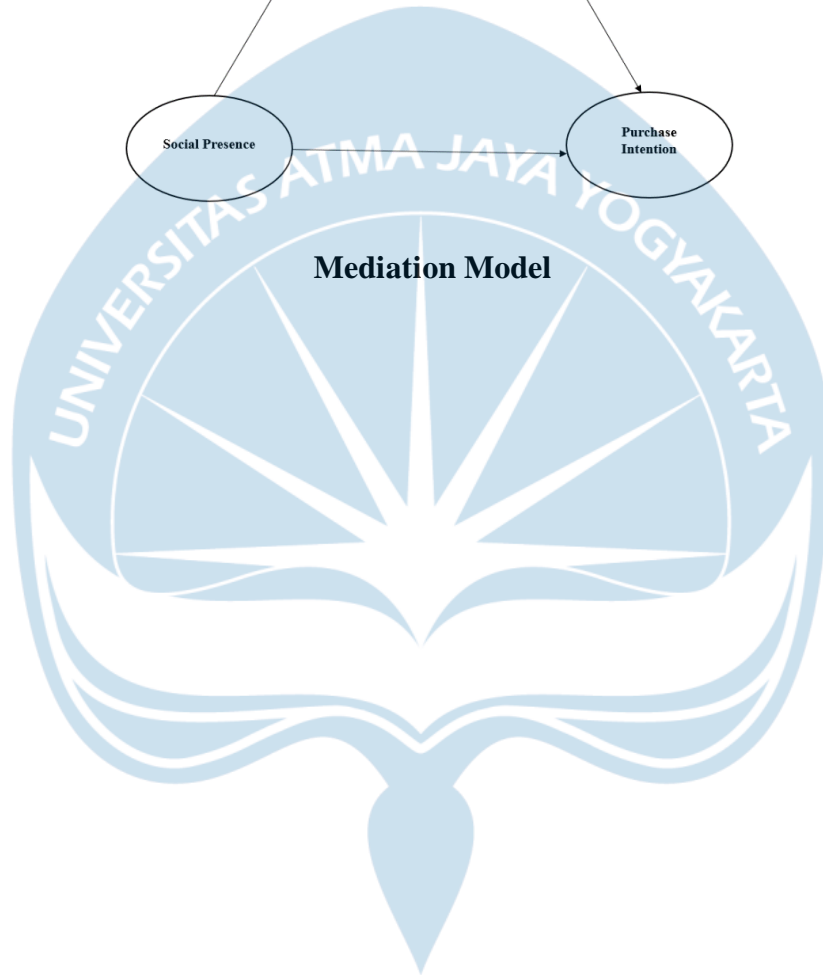 Social Presence
Purchase
Intention
UNIVERSITAS ATMA JAYA YOGYAKARTA
Mediation Model